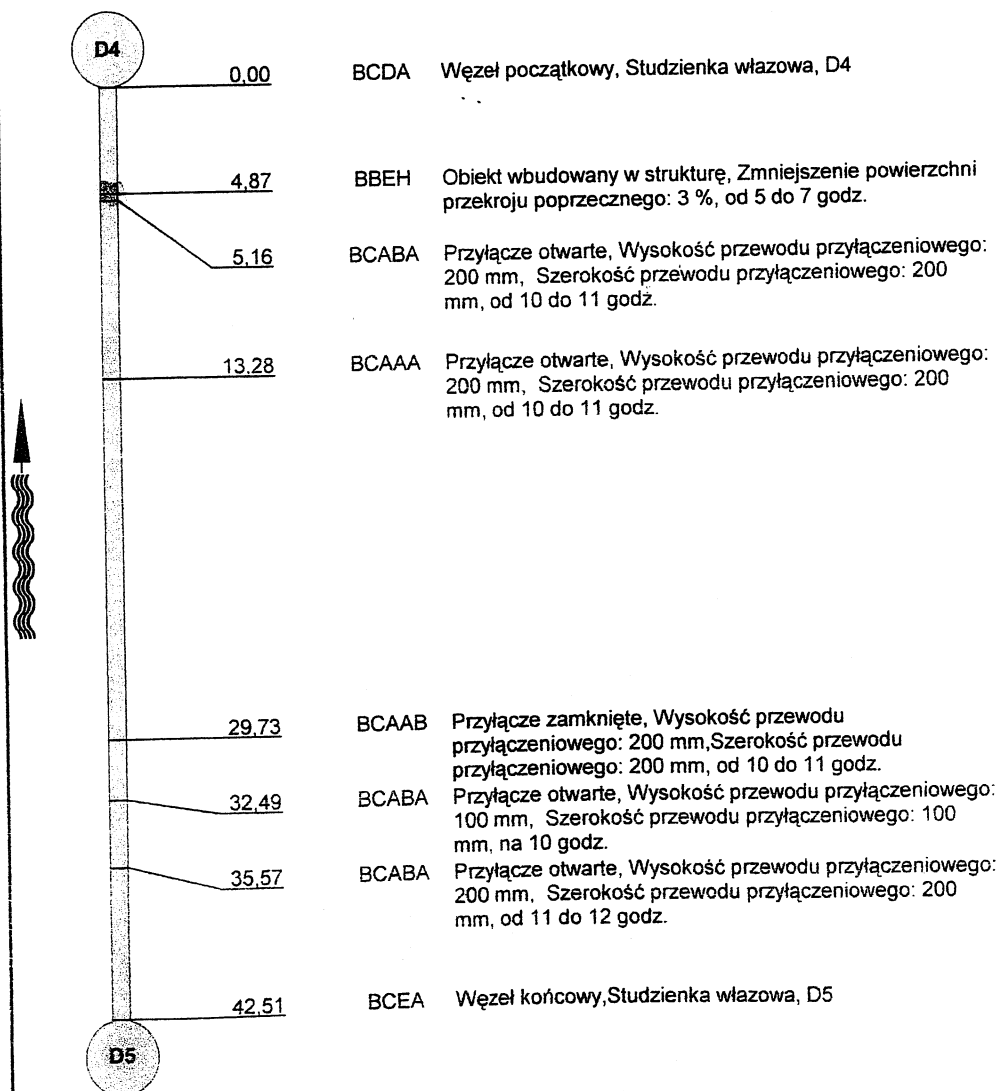 D4
0,00 BCDA Węzeł początkowy, Studzienka włazowa, D4
4,87 BBEH Obiekt wbudowany w strukturę, Zmniejszenie powierzchni
przekroju poprzecznego: 3 %, od 5 do 7 godz.
5,16 BCABA Przyłącze otwarte, Wysokość przewodu przyłączeniowego:
200 mm, Szerokość przewodu przyłączeniowego: 200
mm, od 10 do 11 godz.
13,28 BCAAA Przyłącze otwarte, Wysokość przewodu przyłączeniowego:
200 mm, Szerokość przewodu przyłączeniowego: 200
mm, od 10 do 11 godz.
29,73 BCAAB Przyłącze zamknięte, Wysokość przewodu
przyłączeniowego: 200 mm,Szerokość przewodu
przyłączeniowego: 200 mm, od 10 do 11 godz.
32,49 BCABA Przyłącze otwarte, Wysokość przewodu przyłączeniowego:
100 mm, Szerokość przewodu przyłączeniowego: 100
mm, na 10 godz.
35,57 BCABA Przyłącze otwarte, Wysokość przewodu przyłączeniowego:
200 mm, Szerokość przewodu przyłączeniowego: 200
mm, od 11 do 12 godz.
42,51 BCEA Węzeł końcowy,Studzienka włazowa, D5
D5